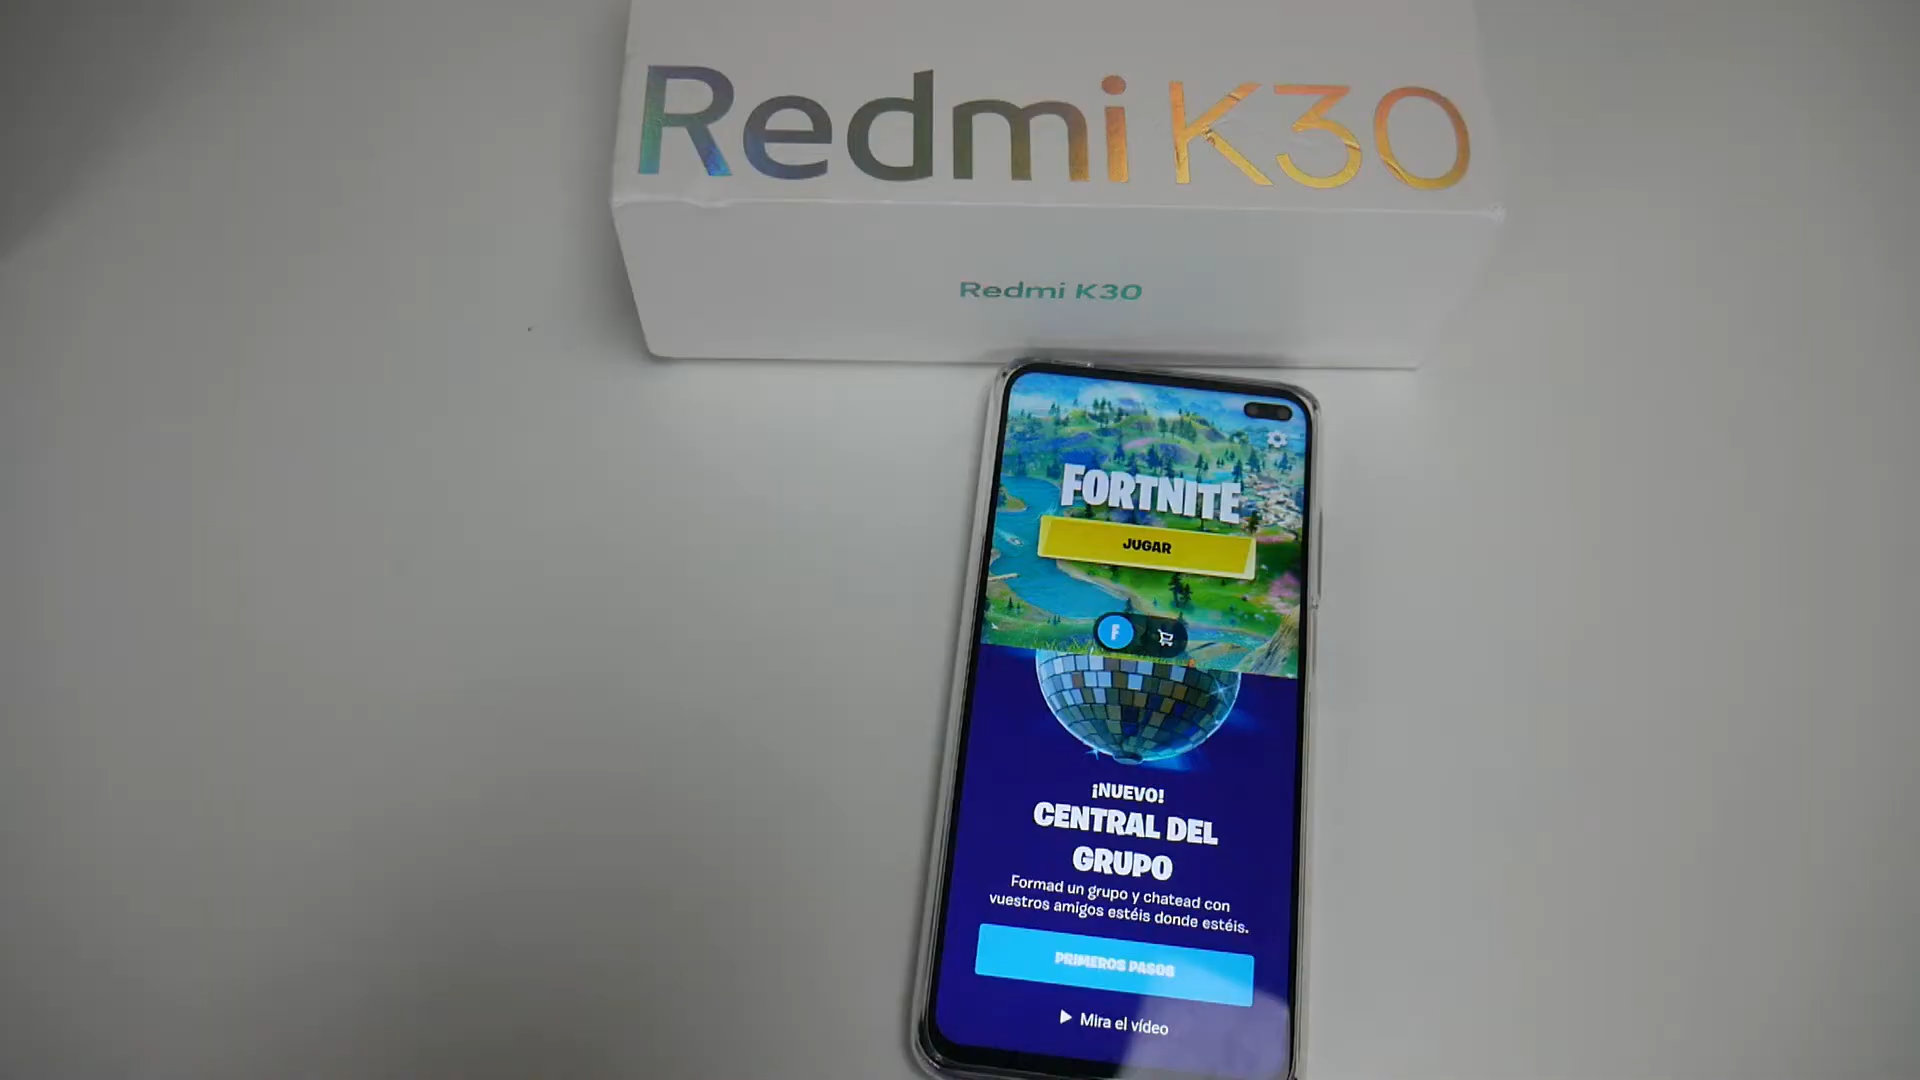 Redmi K30
Redmi K30
FORTNITE
JUGAR
F
¡NUEVO!
CENTRAL DEL
GRUPO
Formad un grupo y chatead con
vuestros amigos estéis donde estéis.
PRIMEROS PASOS
Mira el vídeo